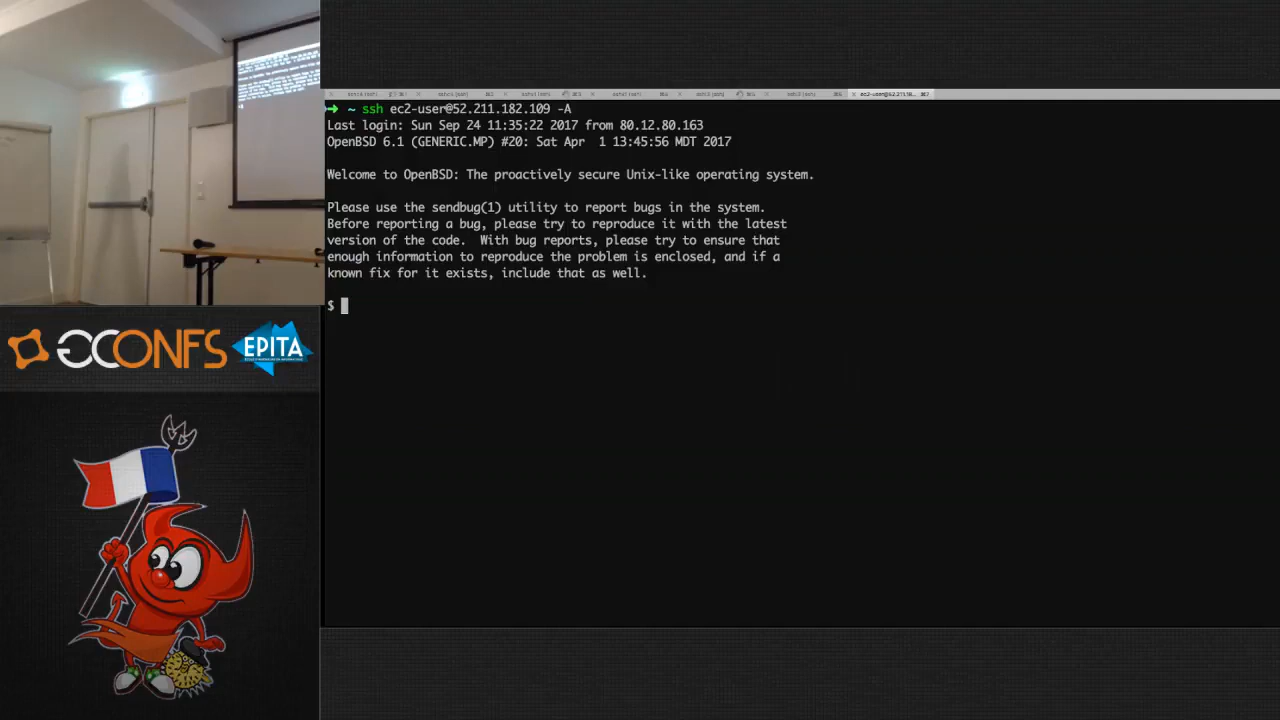 ➜ ~ ssh ec2-user@52.211.182.109 -A
Last login: Sun Sep 24 11:35:22 2017 from 80.12.80.163
OpenBSD 6.1 (GENERIC.MP) #20: Sat Apr  1 13:45:56 MDT 2017
Welcome to OpenBSD: The proactively secure Unix-like operating system.
Please use the sendbug(1) utility to report bugs in the system.
Before reporting a bug, please try to reproduce it with the latest
version of the code.  With bug reports, please try to ensure that
enough information to reproduce the problem is enclosed, and if a
known fix for it exists, include that as well.
$
GCONFS
EPITA